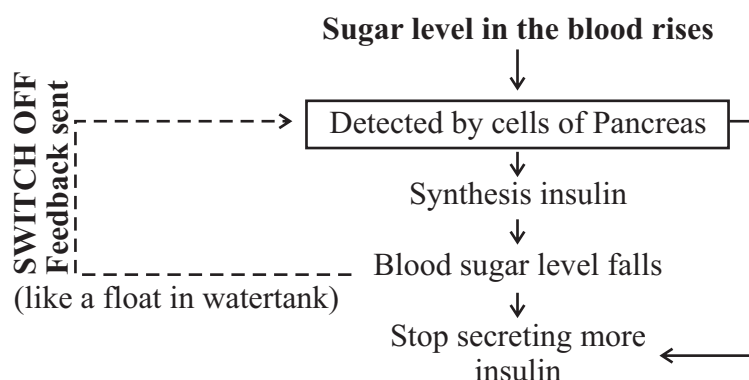 Sugar level in the blood rises
SWITCH OFF
Feedback sent
Detected by cells of Pancreas
Synthesis insulin
Blood sugar level falls
(like a float in watertank)
Stop secreting more
insulin